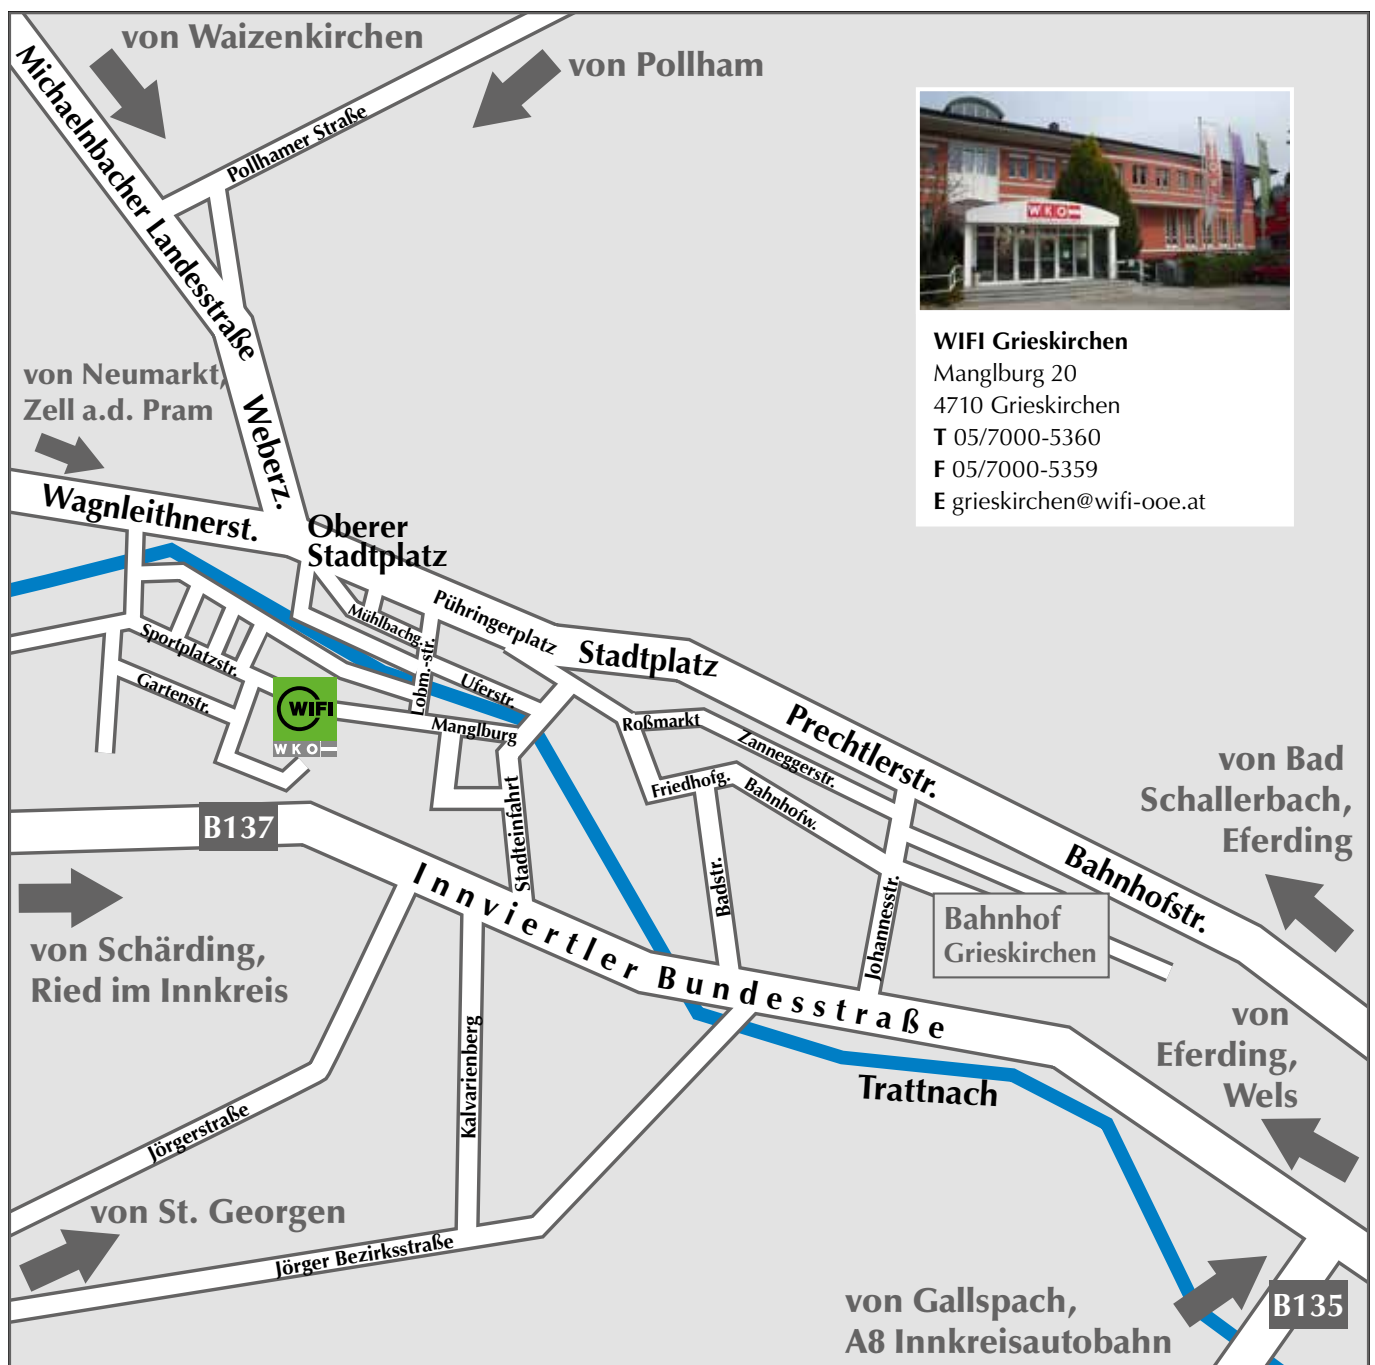 von Waizenkirchen
von Pollham
Michaelnbacher Landesstraße
Pollhamer Straße
WKO
WIFI Grieskirchen
Manglburg 20
4710 Grieskirchen
T 05/7000-5360
F 05/7000-5359
E grieskirchen@wifi-ooe.at
von Neumarkt,
Zell a.d. Pram
Weberz.
Wagnleithnerst.
Oberer
Stadtplatz
Mühlbachg.
Pühringerplatz
Stadtplatz
Sportplatzstr.
Gartenstr.
Lobm.-str.
Uferstr.
WIFI
WKO
Manglburg
Roßmarkt
Zanneggerstr.
Prechtlerstr.
Friedhofg.
Bahnhofw.
von Bad
Schallerbach,
Eferding
B137
Stadteinfahrt
Badstr.
Johannesstr.
Bahnhofstr.
Bahnhof
Grieskirchen
Innviertler Bundesstraße
von Schärding,
Ried im Innkreis
von
Eferding,
Wels
Kalvarienberg
Trattnach
Jörgerstraße
von St. Georgen
Jörger Bezirksstraße
von Gallspach,
A8 Innkreisautobahn
B135